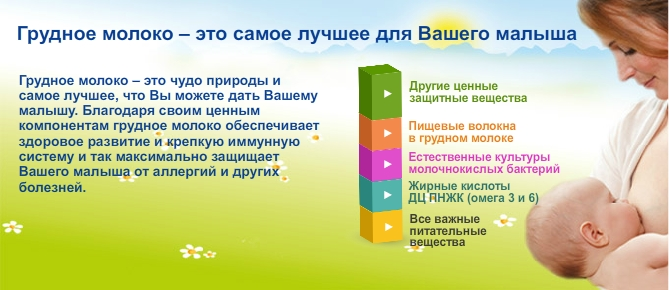 Грудное молоко – это самое лучшее для Вашего малыша
Грудное молоко – это чудо природы и
самое лучшее, что Вы можете дать Вашему
малышу. Благодаря своим ценным
компонентам грудное молоко обеспечивает
здоровое развитие и крепкую иммунную
систему и так максимально защищает
Вашего малыша от аллергий и других
болезней.
Другие ценные
защитные вещества
Пищевые волокна
в грудном молоке
Естественные культуры
молочнокислых бактерий
Жирные кислоты
ДЦ ПНЖК (омега 3 и 6)
Все важные
питательные
вещества